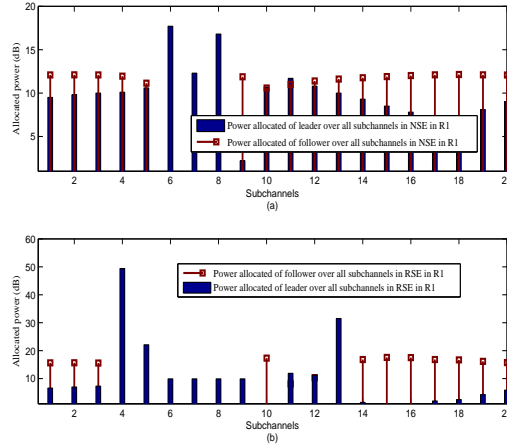 20
15
10
5
Allocated power (dB)
Power allocated of leader over all subchannels in NSE in R1
Power allocated of follower over all subchannels in NSE in R1
2 4 6 8 10 12 14 16 18 2
Subchannels
(a)
60
50
40
30
20
10
Allocated power (dB)
Power allocated of follower over all subchannels in RSE in R1
Power allocated of leader over all subchannels in RSE in R1
2 4 6 8 10 12 14 16 18 2
Subchannels
(b)